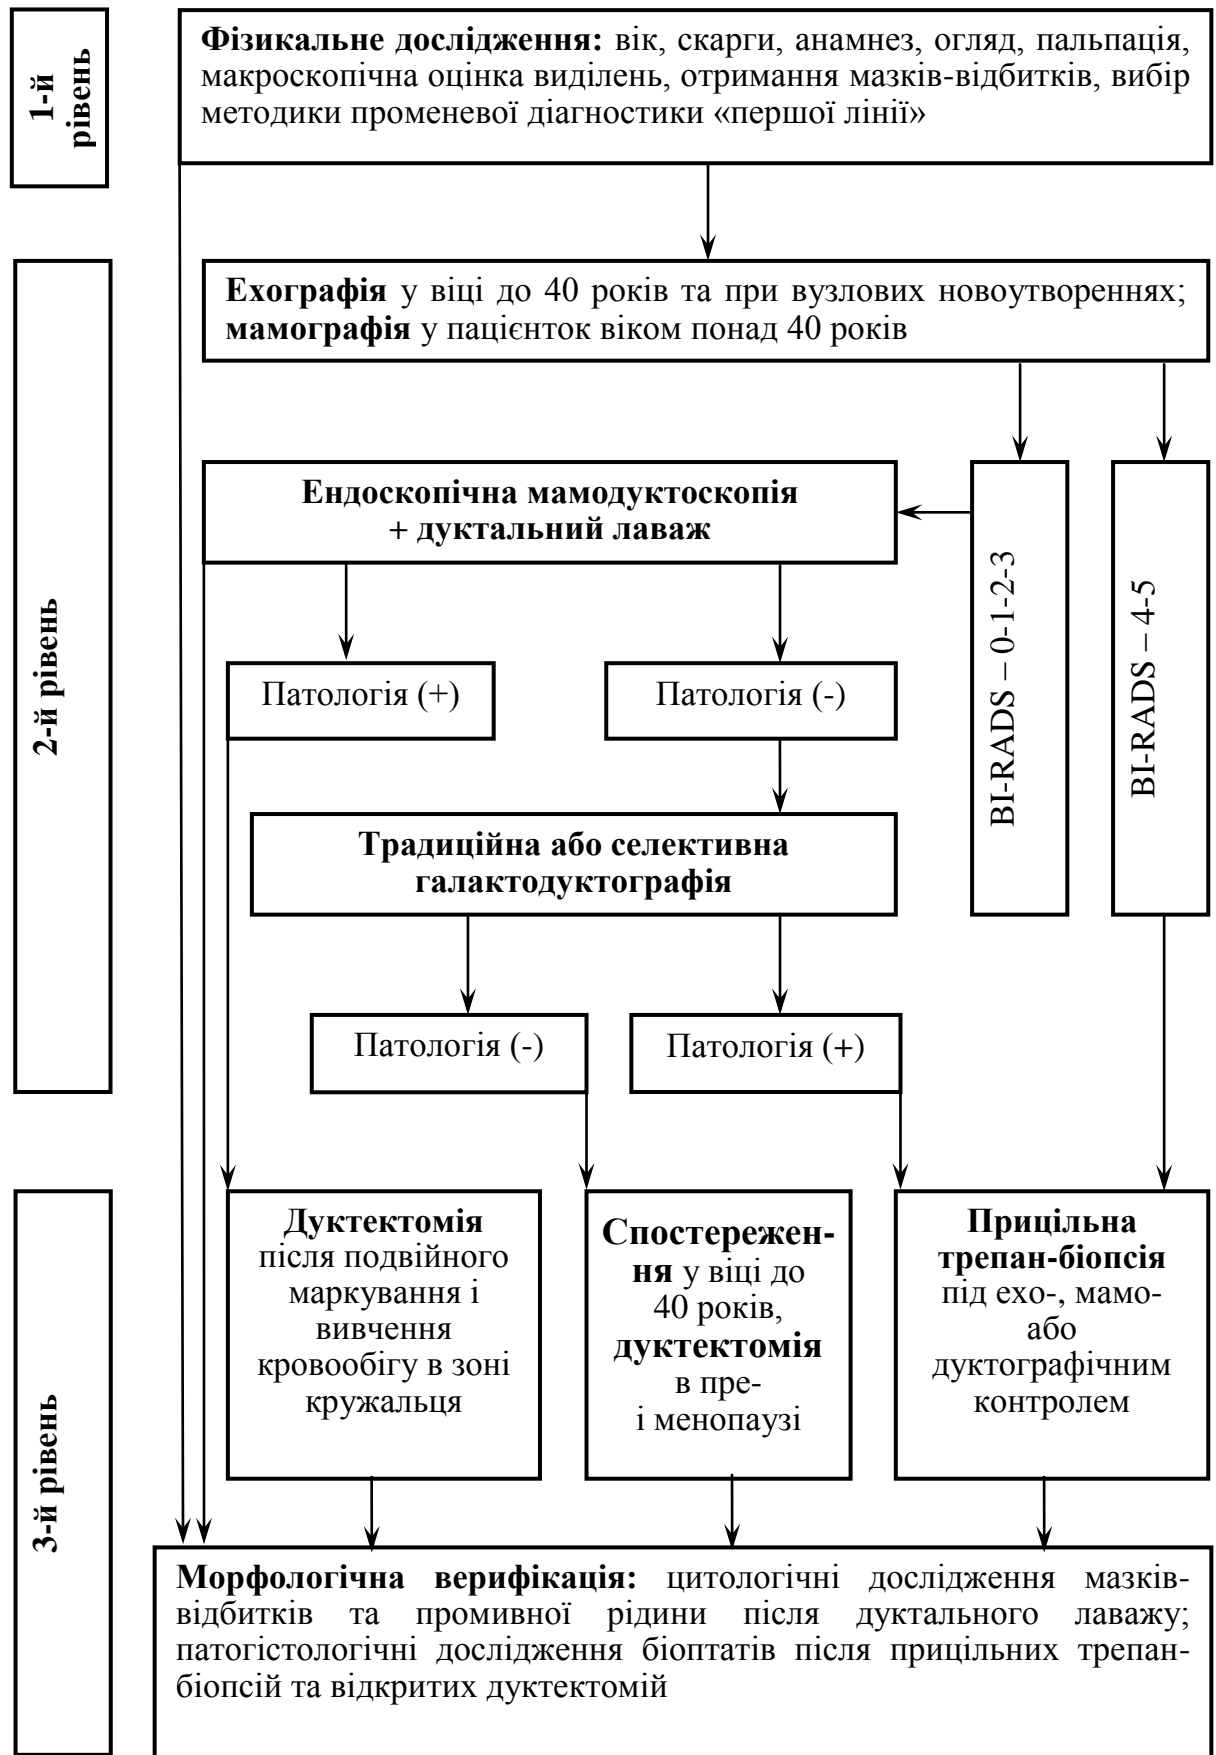 1-й
рівень
Фізикальне дослідження: вік, скарги, анамнез, огляд, пальпація,
макроскопічна оцінка виділень, отримання мазків-відбитків, вибір
методики променевої діагностики «першої лінії»
2-й рівень
Ехографія у віці до 40 років та при вузлових новоутвореннях;
мамографія у пацієнток віком понад 40 років
Ендоскопічна мамодуктоскопія
+ дуктальний лаваж
BI-RADS – 0-1-2-3
BI-RADS – 4-5
Патологія (+)
Патологія (-)
Традиційна або селективна
галактодуктографія
Патологія (-)
Патологія (+)
3-й рівень
Дуктектомія
після подвійного
маркування і
вивчення
кровообігу в зоні
кружальця
Спостережен-
ня у віці до
40 років,
дуктектомія
в пре-
і менопаузі
Прицільна
трепан-біопсія
під ехо-, мамо-
або
дуктографічним
контролем
Морфологічна верифікація: цитологічні дослідження мазків-
відбитків та промивної рідини після дуктального лаважу;
патогістологічні дослідження біоптатів після прицільних трепан-
біопсій та відкритих дуктектомій